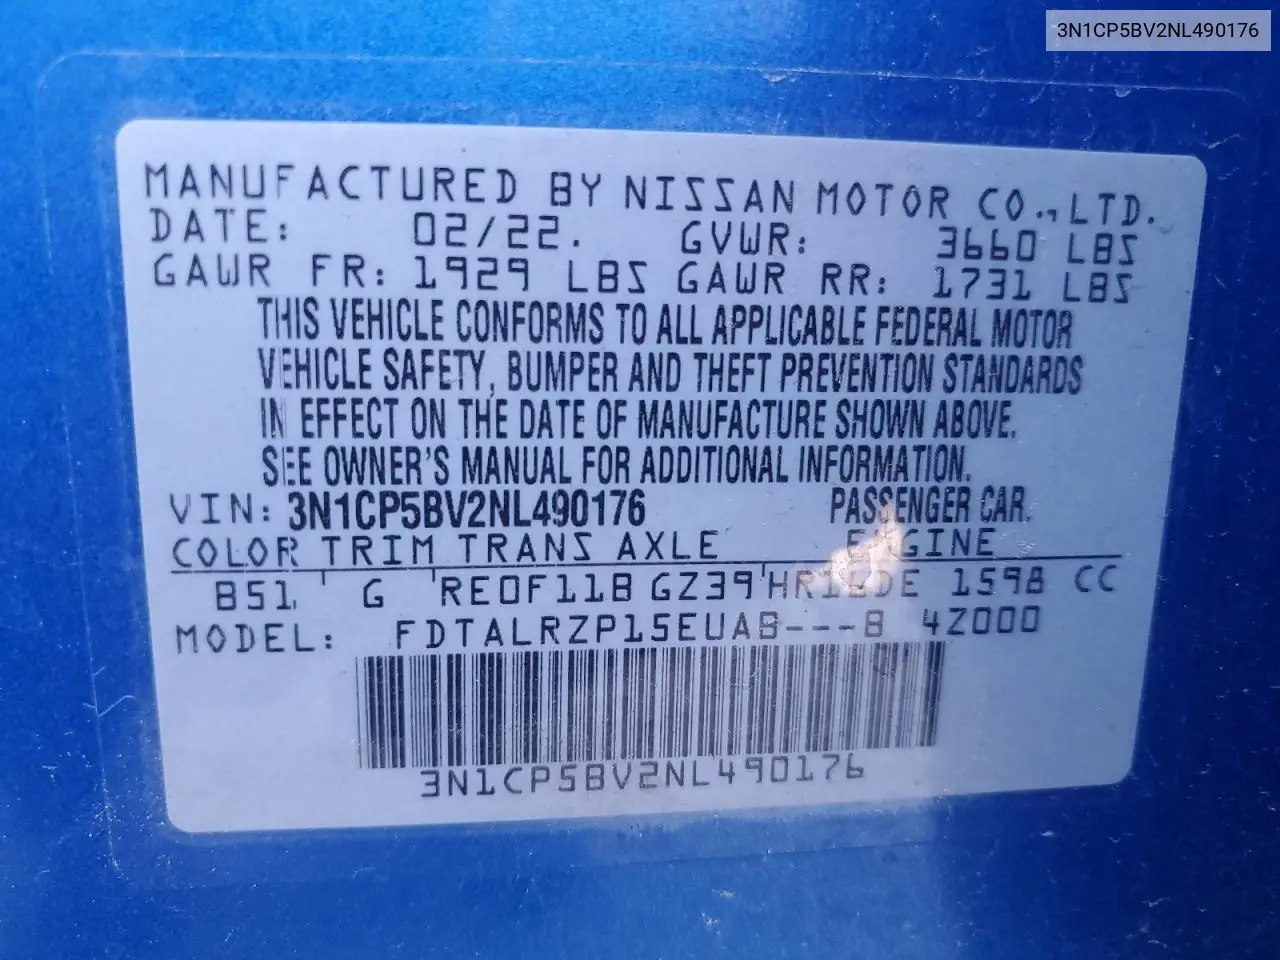 3N1CP5BV2NL490176
MANUFACTURED BY NISSAN MOTOR CO., LTD.
DATE: 02/22. GVWR: 3660 LBS
GAWR FR: 1929 LBS GAWR RR: 1731 LBS
THIS VEHICLE CONFORMS TO ALL APPLICABLE FEDERAL MOTOR
VEHICLE SAFETY, BUMPER AND THEFT PREVENTION STANDARDS
IN EFFECT ON THE DATE OF MANUFACTURE SHOWN ABOVE.
SEE OWNER'S MANUAL FOR ADDITIONAL INFORMATION.
VIN: 3N1CP5BV2NL490176 PASSENGER CAR.
COLOR TRIM TRANS AXLE ENGINE
B51 G RE0F11B GZ39 HR16DE 1598 CC
MODEL: FDTALRZP15EUAB---B 4Z000
3N1CP5BV2NL490176